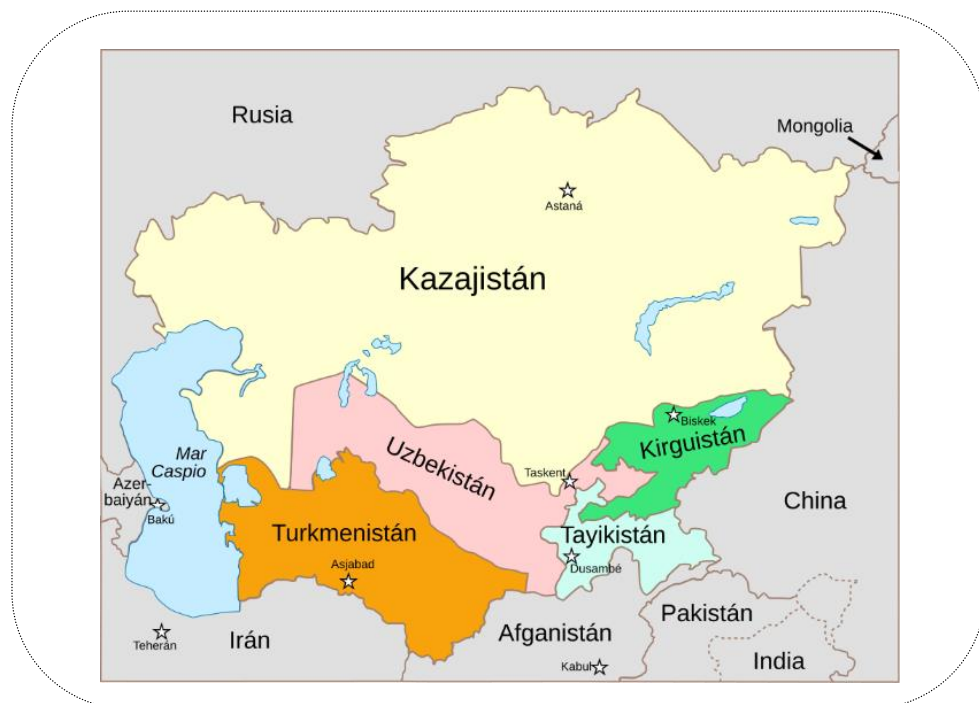 Rusia
Mongolia
Astaná
Kazajistán
Biskek
Kirguistán
Uzbekistán
Mar
Caspio
Taskent
Azer-
baiyán
Bakú
China
Turkmenistán
Tayikistán
Asjabad
Dusambé
Pakistán
Afganistán
Irán
Teherán
Kabul
India